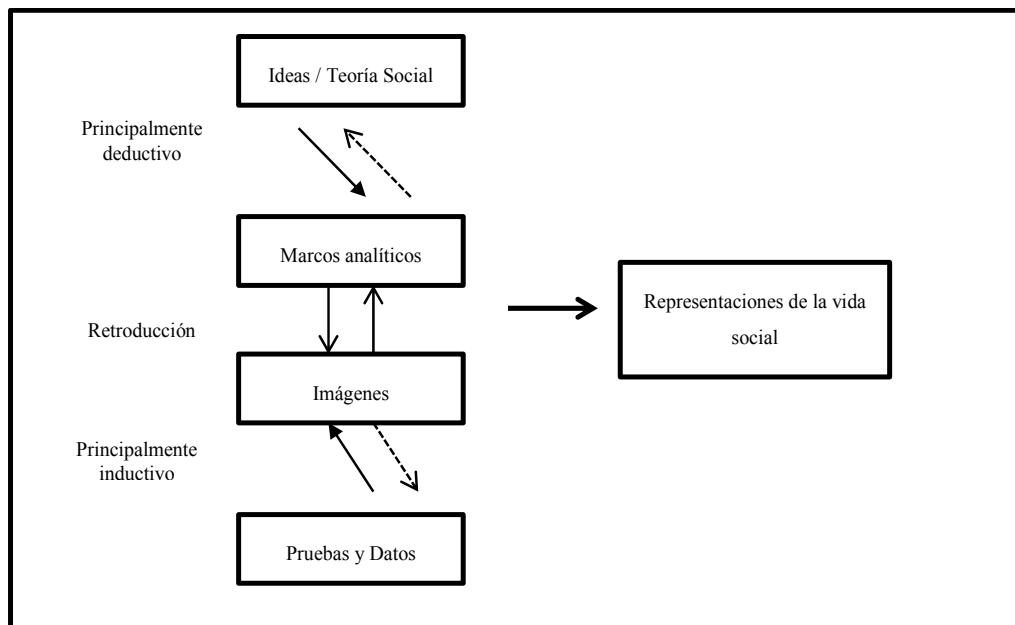 Ideas / Teoría Social
Principalmente
deductivo
Marcos analíticos
Representaciones de la vida
social
Retroducción
Imágenes
Principalmente
inductivo
Pruebas y Datos